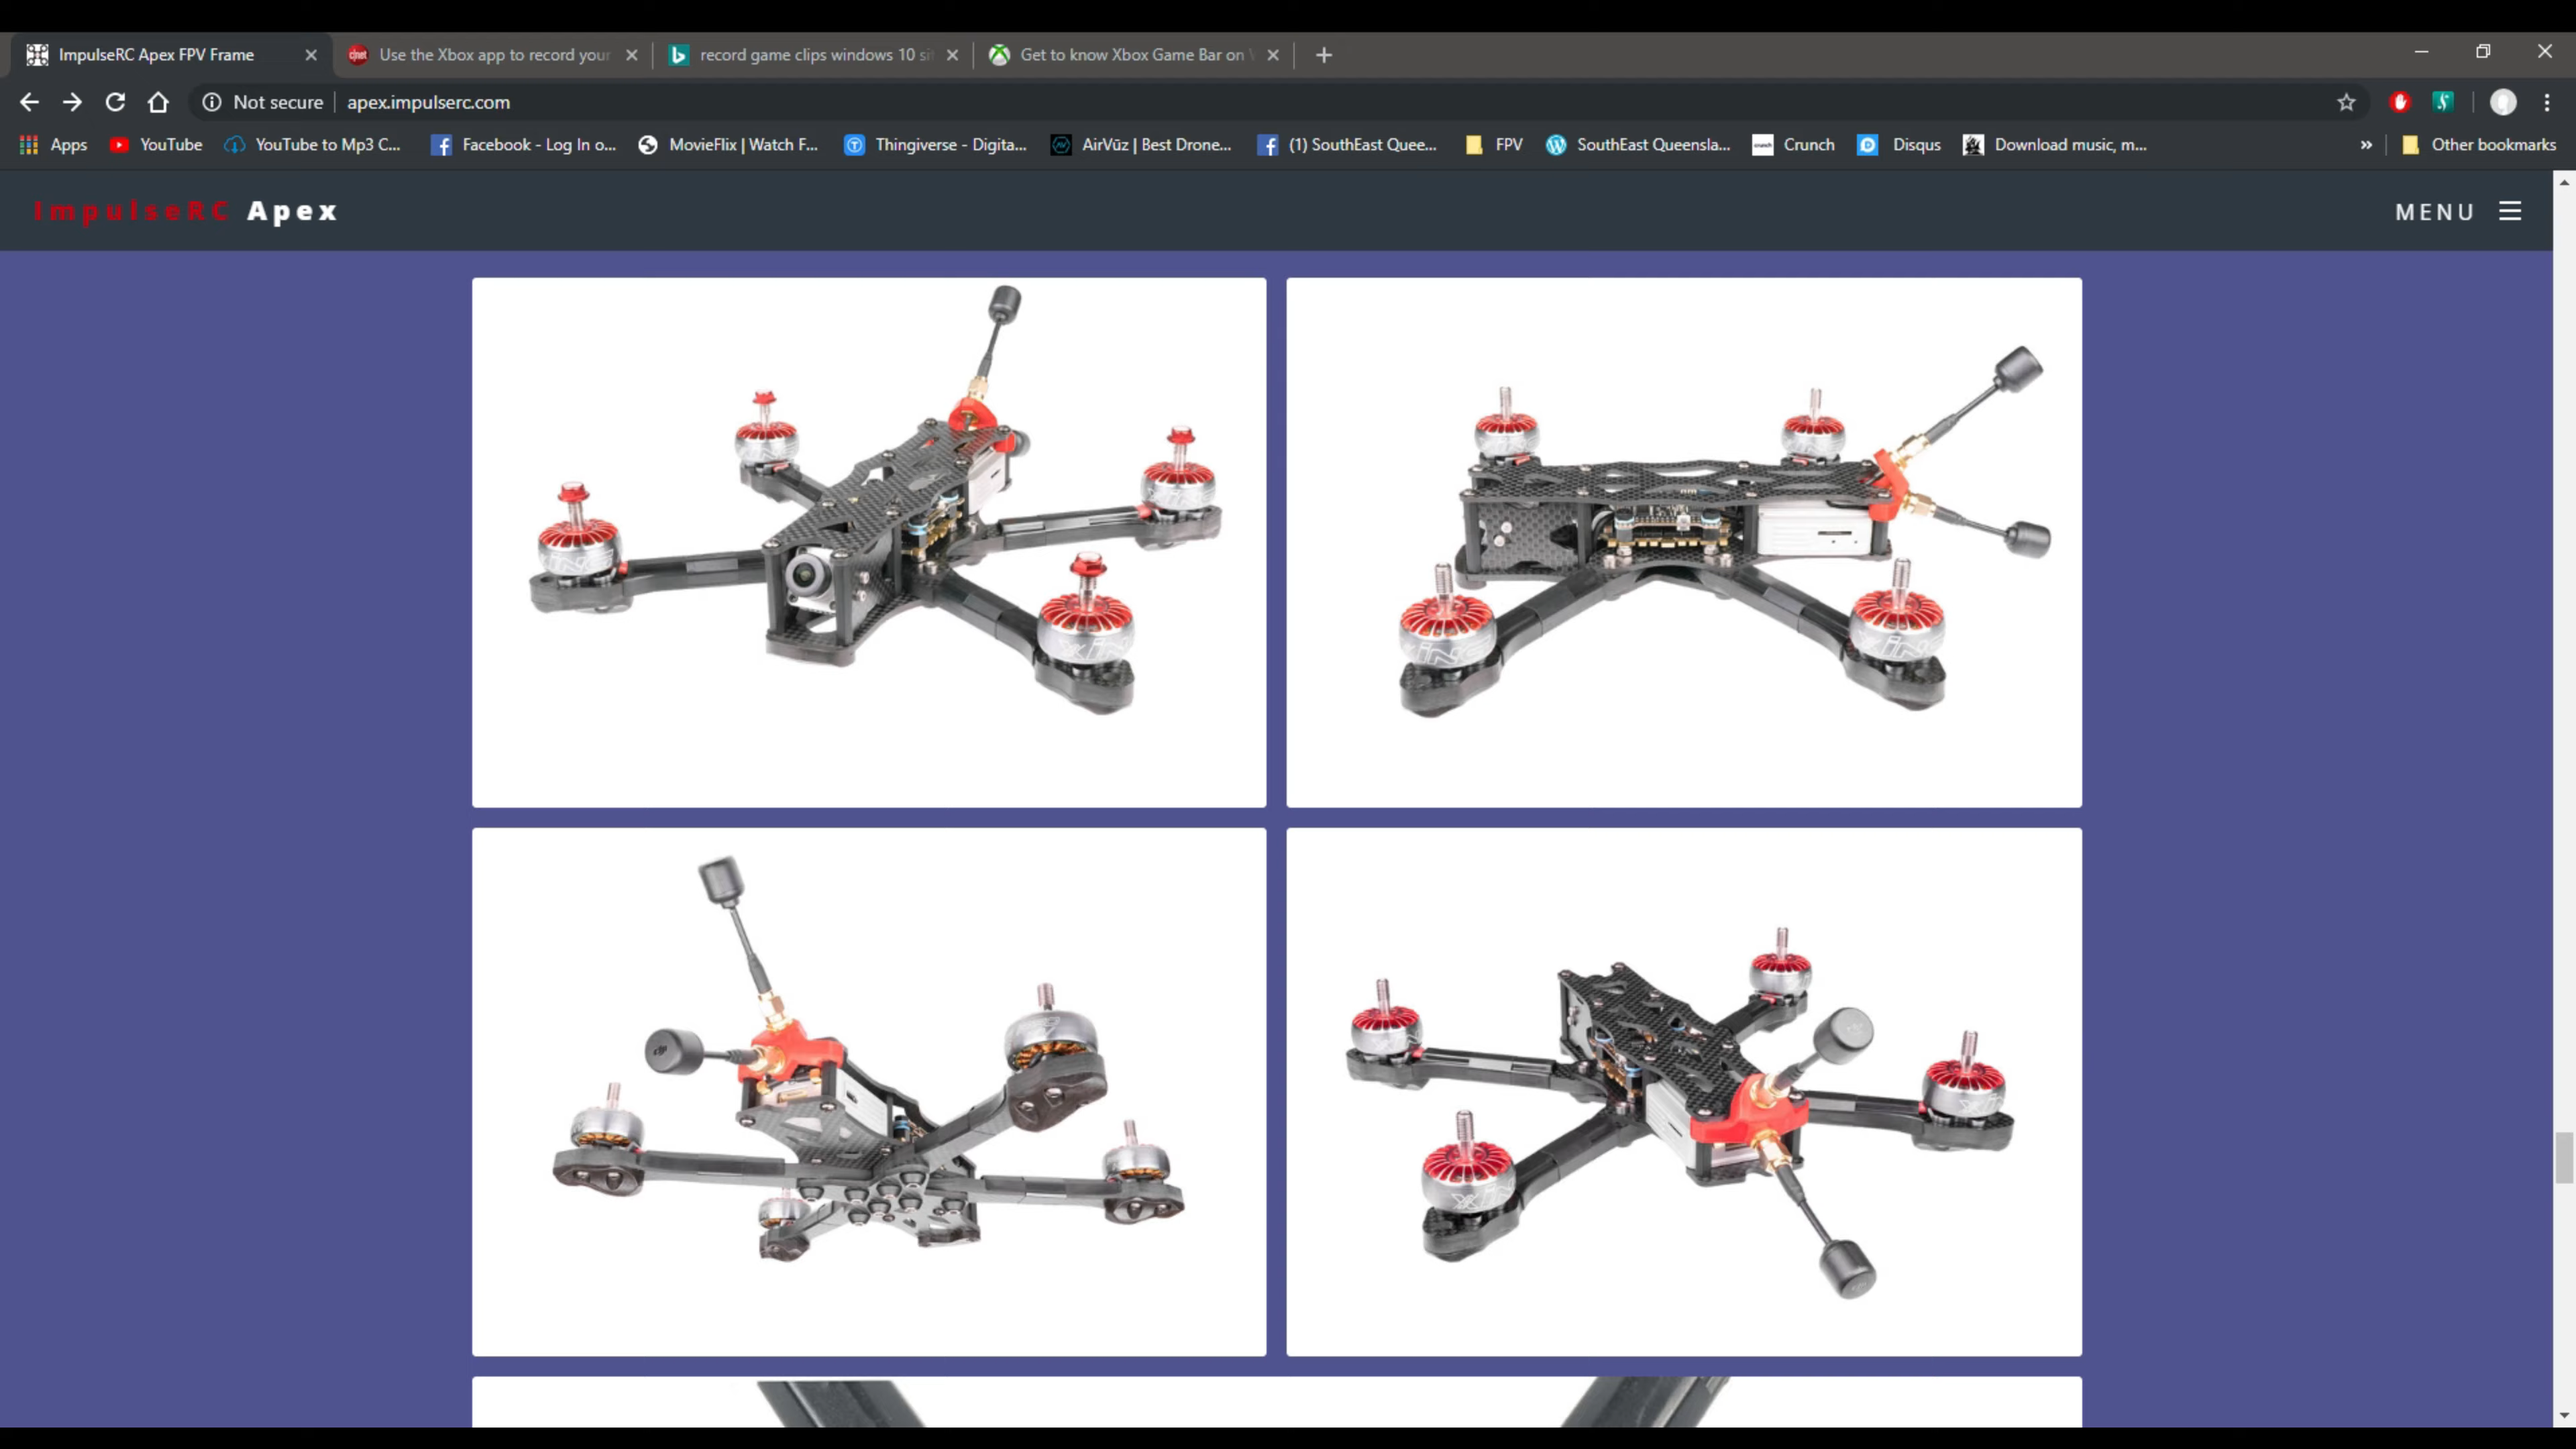 ImpulseRC Apex FPV Frame
Use the Xbox app to record your
record game clips windows 10 si
Get to know Xbox Game Bar on
Not secure apex.impulserc.com
Apps YouTube YouTube to Mp3 C... Facebook - Log In o... MovieFlix | Watch F... Thingiverse - Digita... AirVūz | Best Drone... (1) SouthEast Quee... FPV SouthEast Queensla... Crunch Disqus Download music, m... » Other bookmarks
ImpulseRC Apex
MENU